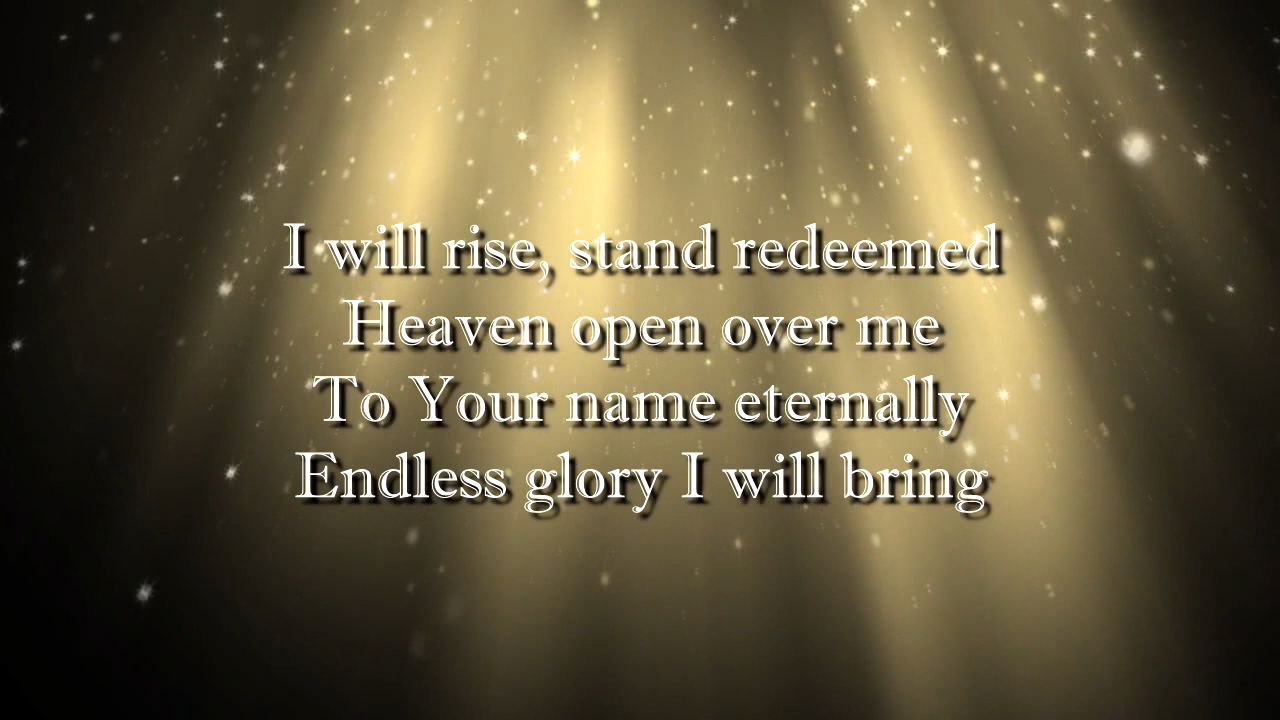 I will rise, stand redeemed
Heaven open over me
To Your name eternally
Endless glory I will bring